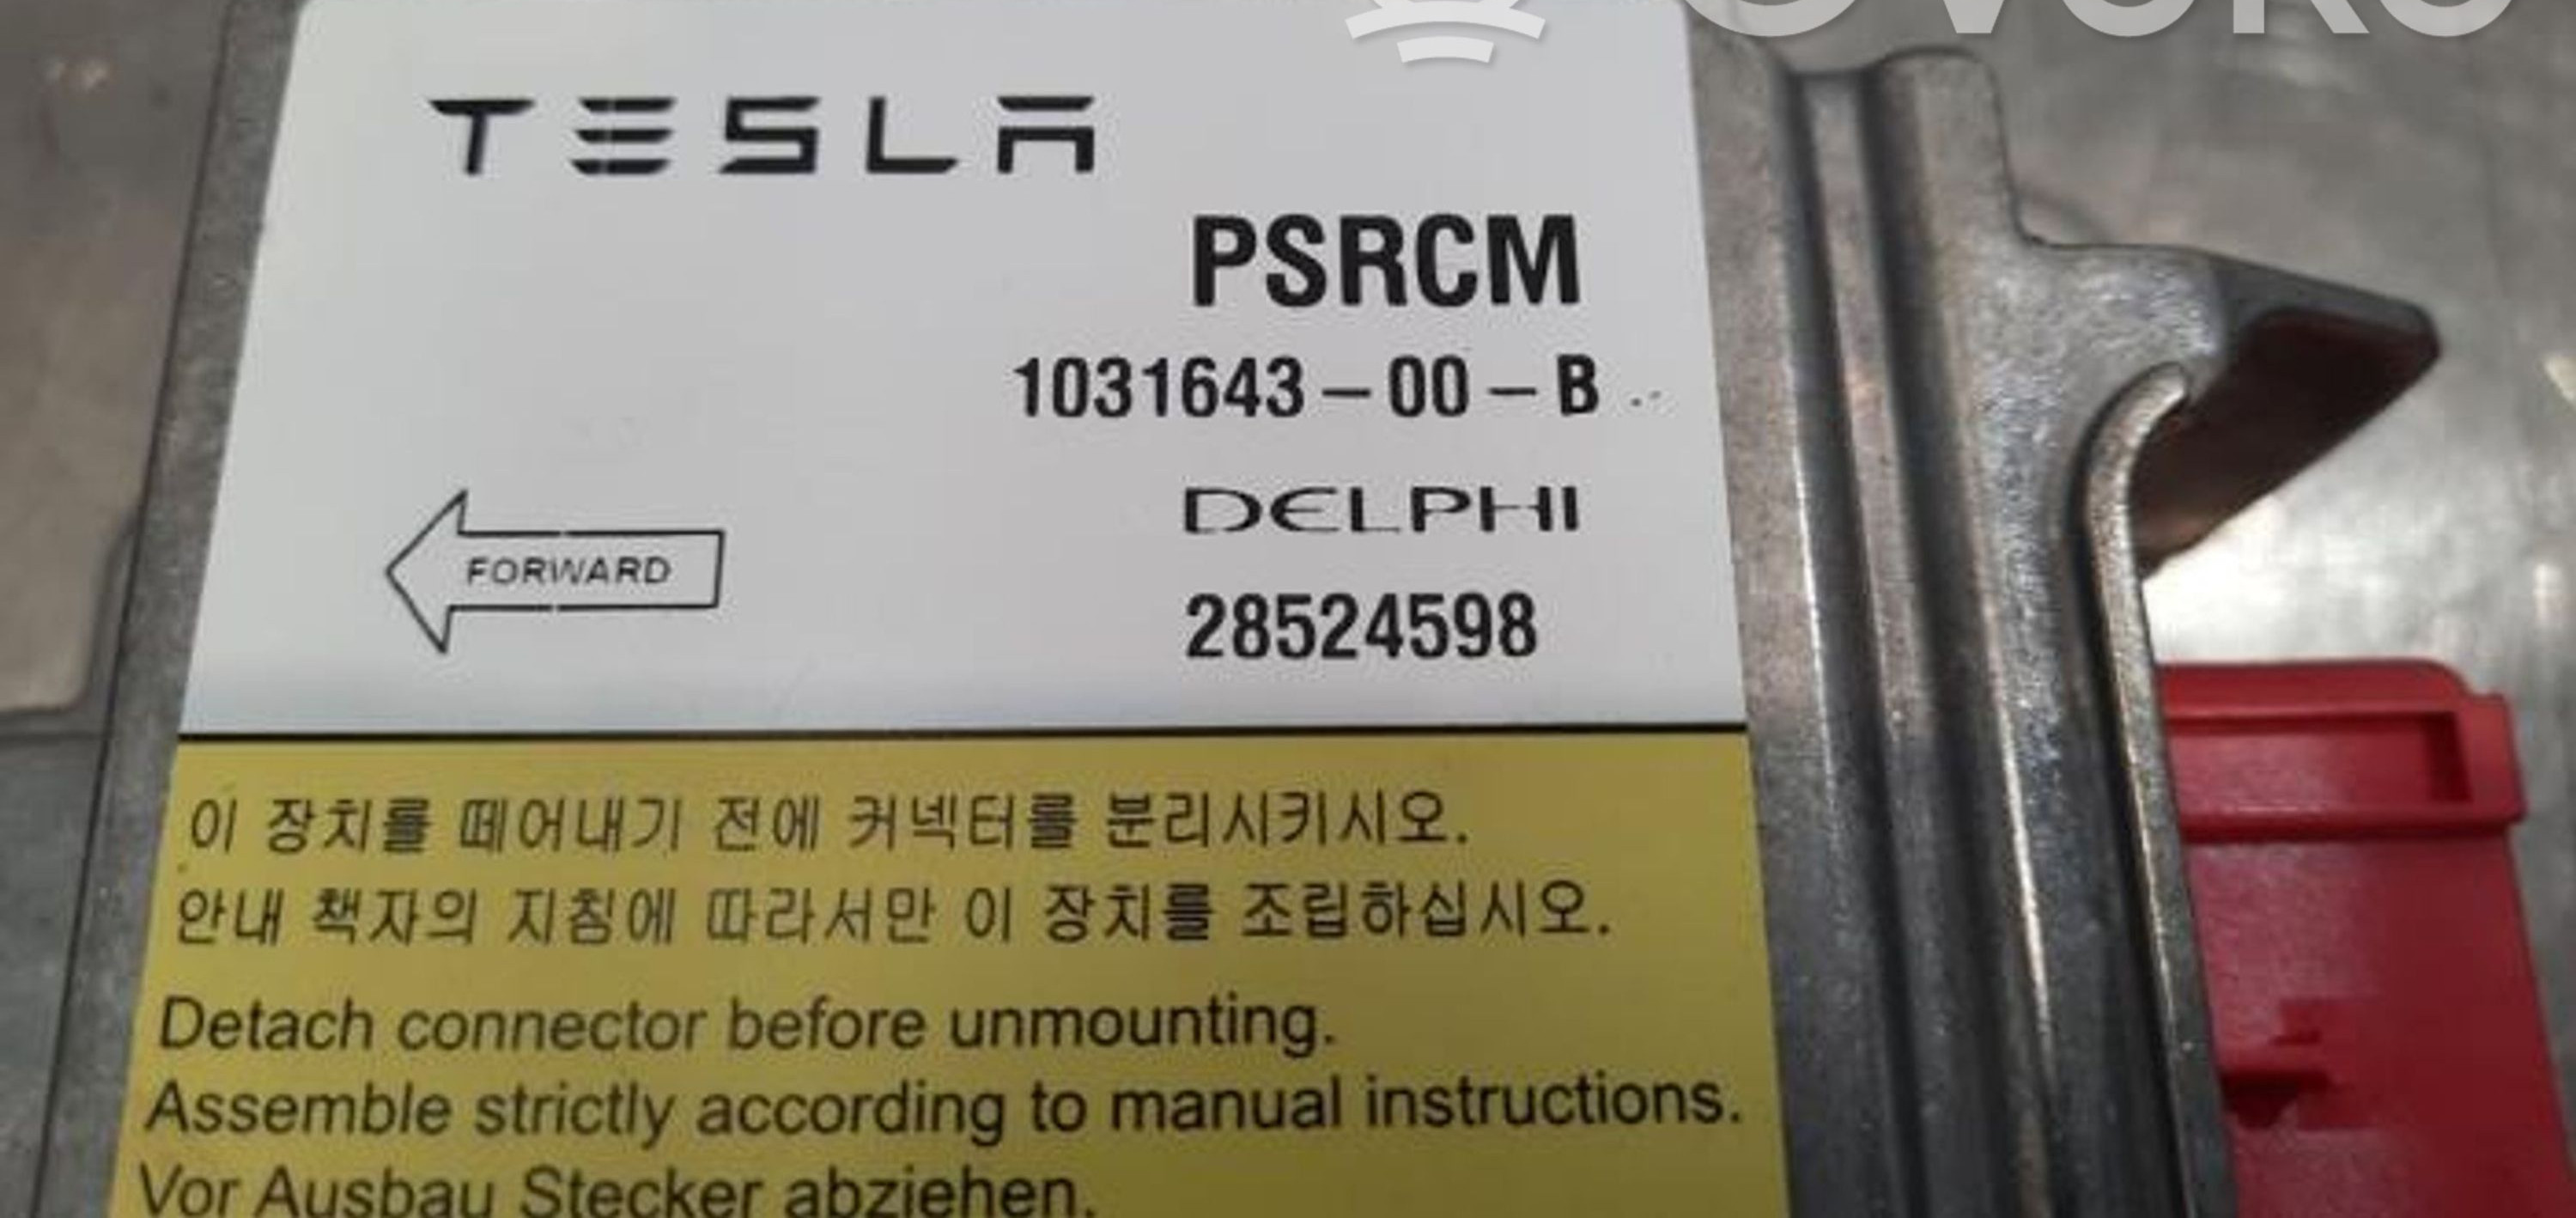 TESLA
PSRCM
1031643-00-B
DELPHI
FORWARD
28524598
이 장치를 떼어내기 전에 커넥터를 분리시키시오.
안내 책자의 지침에 따라서만 이 장치를 조립하십시오.
Detach connector before unmounting.
Assemble strictly according to manual instructions.
Vor Ausbau Stecker abziehen.